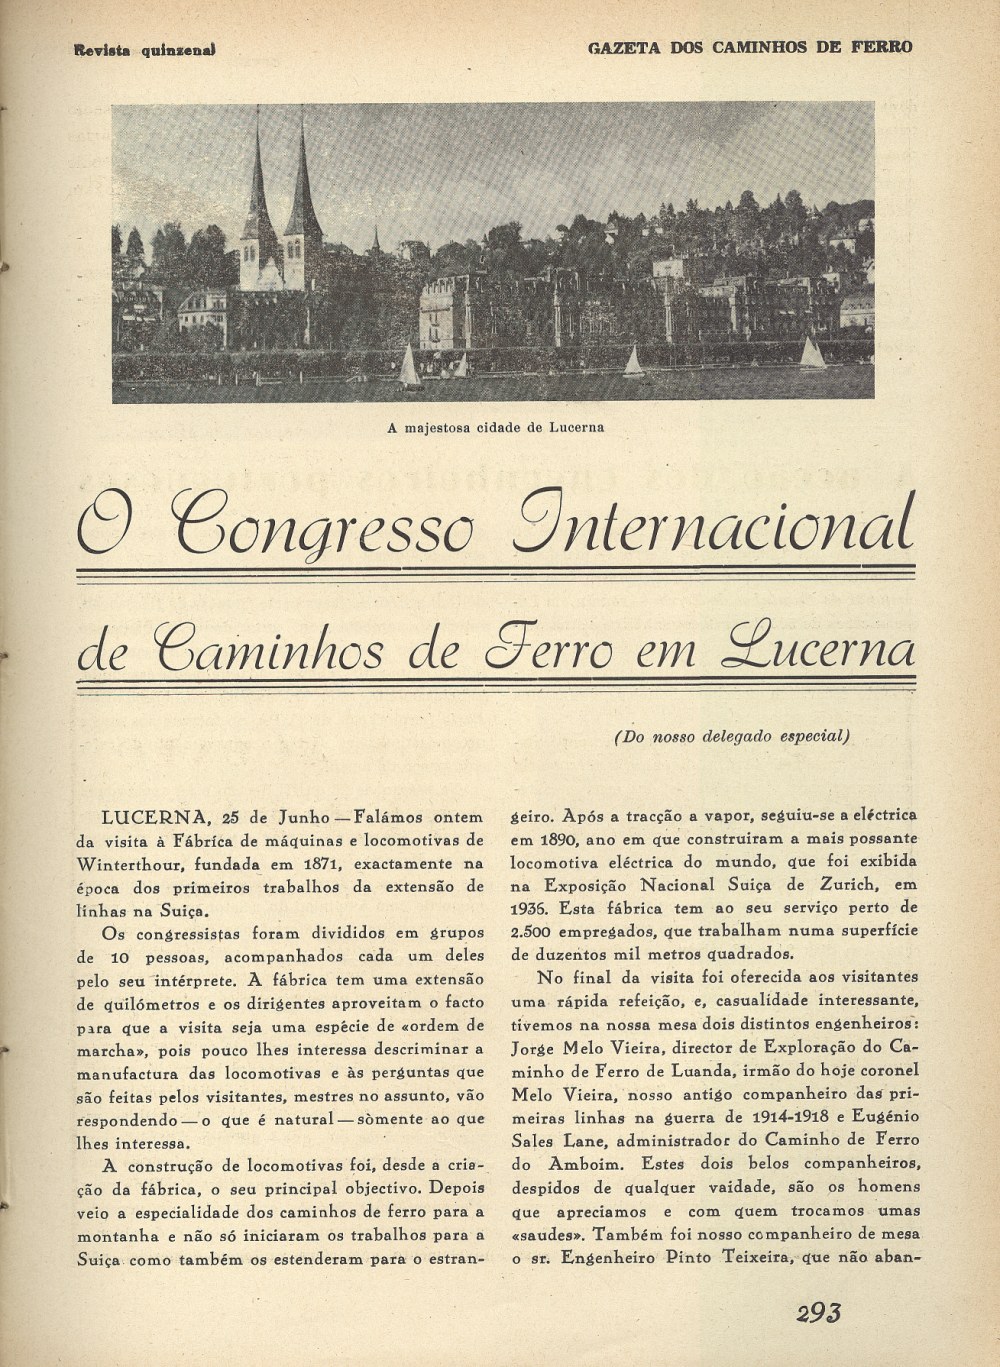 Revista quinzenal
GAZETA DOS CAMINHOS DE FERRO
A majestosa cidade de Lucerna
O Congresso Internacional
de Caminhos de Ferro em Lucerna
(Do nosso delegado especial)
LUCERNA, 25 de Junho — Falámos ontem
da visita à Fábrica de máquinas e locomotivas de
Winterthour, fundada em 1871, exactamente na
época dos primeiros trabalhos da extensão de
linhas na Suiça.
Os congressistas foram divididos em grupos
de 10 pessoas, acompanhados cada um deles
pelo seu intérprete. A fábrica tem uma extensão
de quilómetros e os dirigentes aproveitam o facto
para que a visita seja uma espécie de «ordem de
marcha», pois pouco lhes interessa descriminar a
manufactura das locomotivas e às perguntas que
são feitas pelos visitantes, mestres no assunto, vão
respondendo — o que é natural — sòmente ao que
lhes interessa.
A construção de locomotivas foi, desde a cria-
ção da fábrica, o seu principal objectivo. Depois
veio a especialidade dos caminhos de ferro para a
montanha e não só iniciaram os trabalhos para a
Suiça como também os estenderam para o estran-
geiro. Após a tracção a vapor, seguiu-se a eléctrica
em 1890, ano em que construiram a mais possante
locomotiva eléctrica do mundo, que foi exibida
na Exposição Nacional Suiça de Zurich, em
1936. Esta fábrica tem ao seu serviço perto de
2.500 empregados, que trabalham numa superfície
de duzentos mil metros quadrados.
No final da visita foi oferecida aos visitantes
uma rápida refeição, e, casualidade interessante,
tivemos na nossa mesa dois distintos engenheiros:
Jorge Melo Vieira, director de Exploração do Ca-
minho de Ferro de Luanda, irmão do hoje coronel
Melo Vieira, nosso antigo companheiro das pri-
meiras linhas na guerra de 1914-1918 e Eugénio
Sales Lane, administrador do Caminho de Ferro
do Amboim. Estes dois belos companheiros,
despidos de qualquer vaidade, são os homens
que apreciamos e com quem trocamos umas
«saudes». Também foi nosso companheiro de mesa
o sr. Engenheiro Pinto Teixeira, que não aban-
293